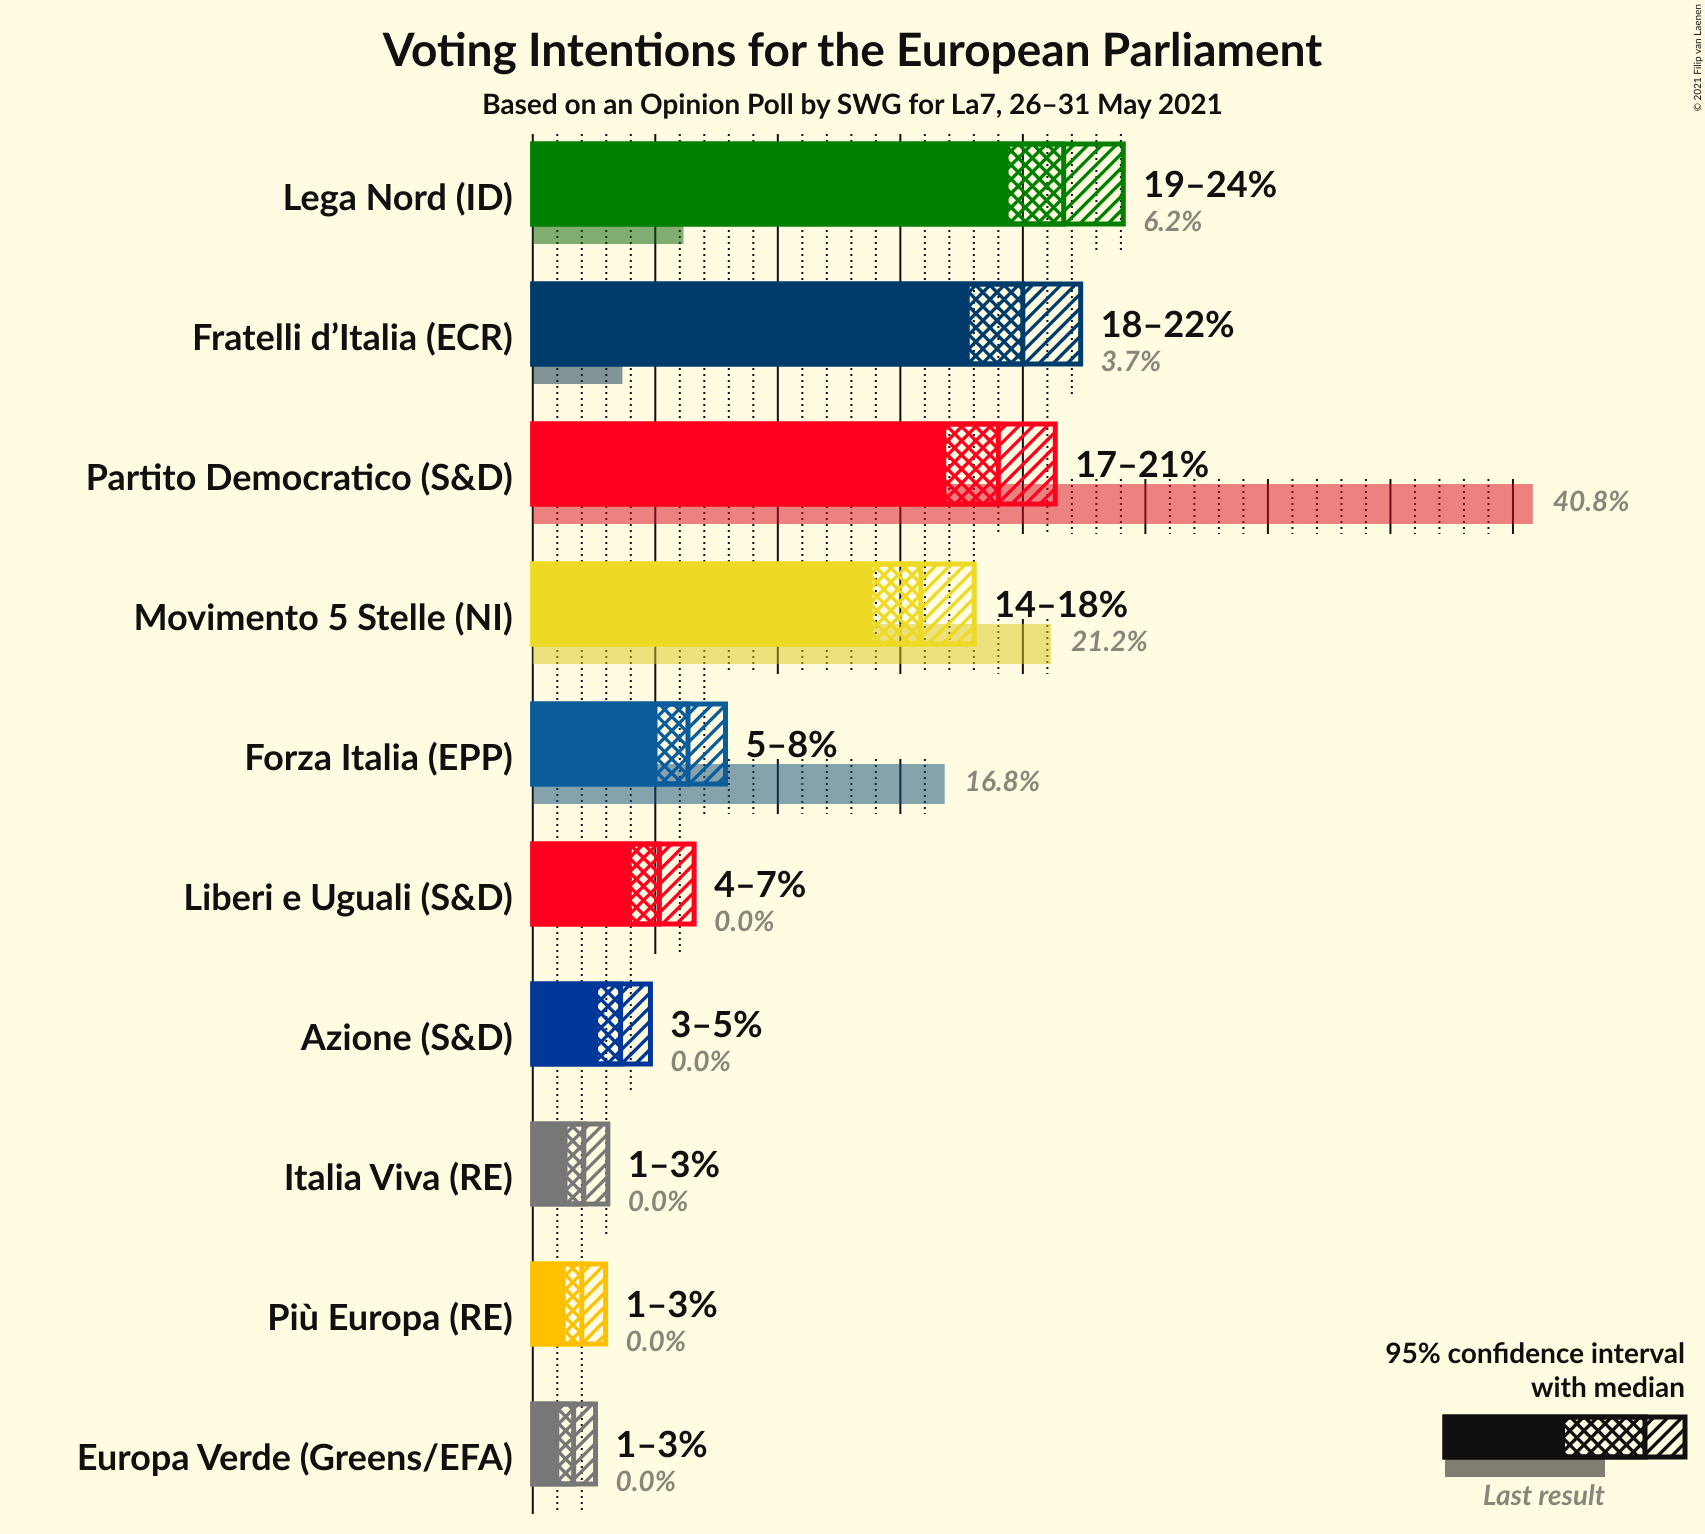 Voting Intentions for the European Parliament
Based on an Opinion Poll by SWG for La7, 26–31 May 2021
© 2021 Filip van Laenen
Lega Nord (ID)
19–24%
6.2%
Fratelli d’Italia (ECR)
18–22%
3.7%
Partito Democratico (S&D)
17–21%
40.8%
Movimento 5 Stelle (NI)
14–18%
21.2%
Forza Italia (EPP)
5–8%
16.8%
Liberi e Uguali (S&D)
4–7%
0.0%
Azione (S&D)
3–5%
0.0%
Italia Viva (RE)
1–3%
0.0%
Più Europa (RE)
1–3%
0.0%
Europa Verde (Greens/EFA)
1–3%
0.0%
95% confidence interval
with median
Last result